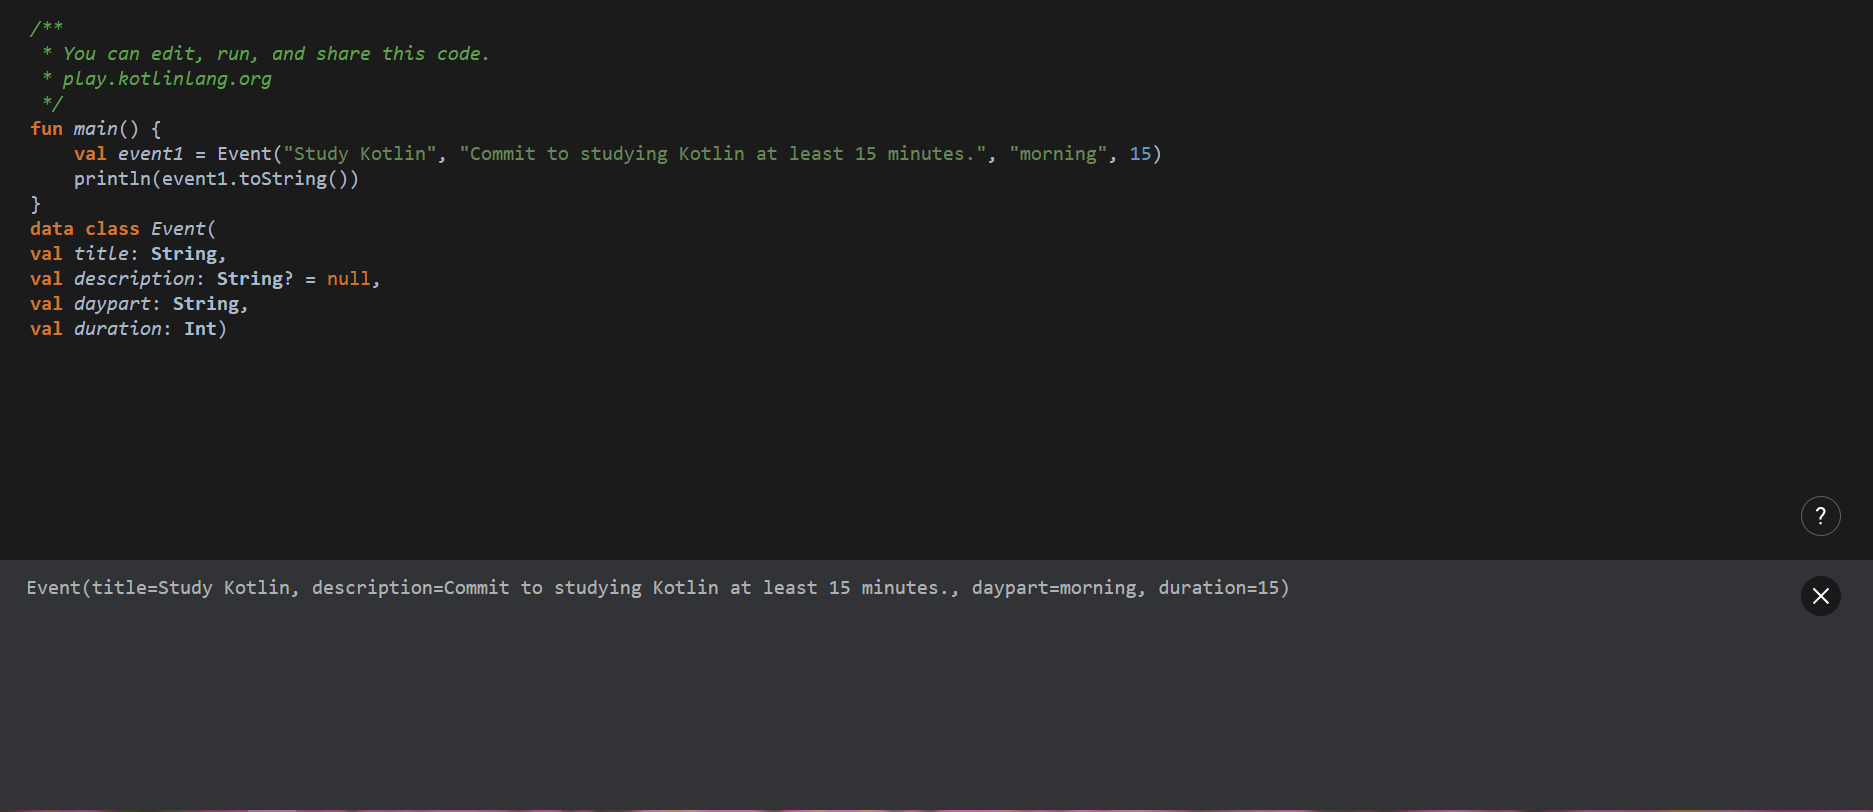 /**
 * You can edit, run, and share this code.
 * play.kotlinlang.org
 */
fun main() {
    val event1 = Event("Study Kotlin", "Commit to studying Kotlin at least 15 minutes.", "morning", 15)
    println(event1.toString())
}
data class Event(
val title: String,
val description: String? = null,
val daypart: String,
val duration: Int)
?
Event(title=Study Kotlin, description=Commit to studying Kotlin at least 15 minutes., daypart=morning, duration=15)